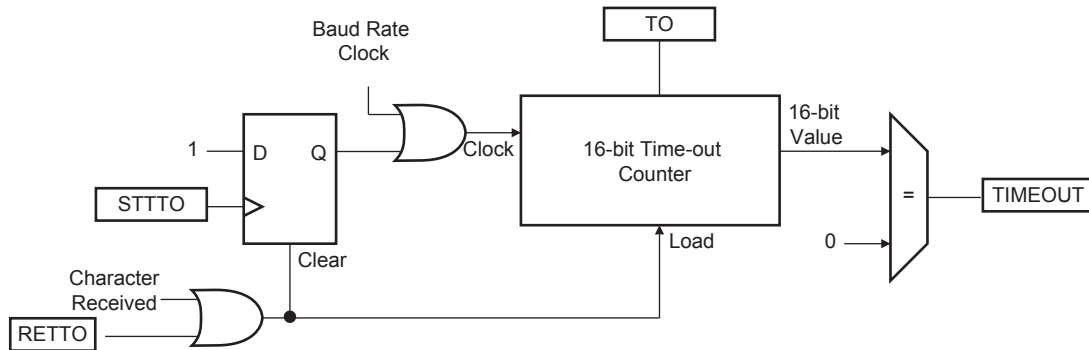 Baud Rate
Clock
TO
1
D
Q
Clock
16-bit Time-out
Counter
16-bit
Value
STTTO
=
TIMEOUT
0
Load
Clear
Character
Received
RETTO